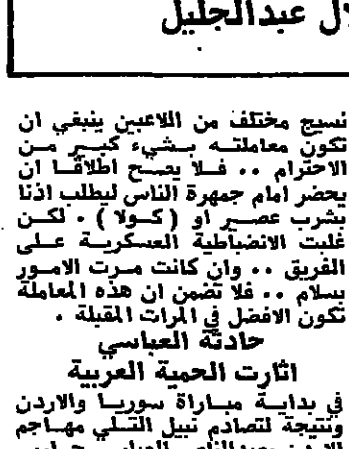 لال عبدالجليل
نسيج مختلف من اللاعبين ينبغي ان
تكون معاملته بشيء كبير من
الاحترام .. فلا يصح اطلاقا ان
يحضر امام جمهرة الناس ليطلب اذنا
بشرب عصير او ( كولا ) . لكن
غلبت الانضباطية العسكرية على
الفريق .. وان كانت مرت الامور
بسلام .. فلا تضمن ان هذه المعاملة
تكون الافضل في المرات المقبلة .
حادثة العباسي
اثارت الحمية العربية
في بداية مباراة سوريا والاردن
ونتيجة لتصادم نبيل التلي مهاجم